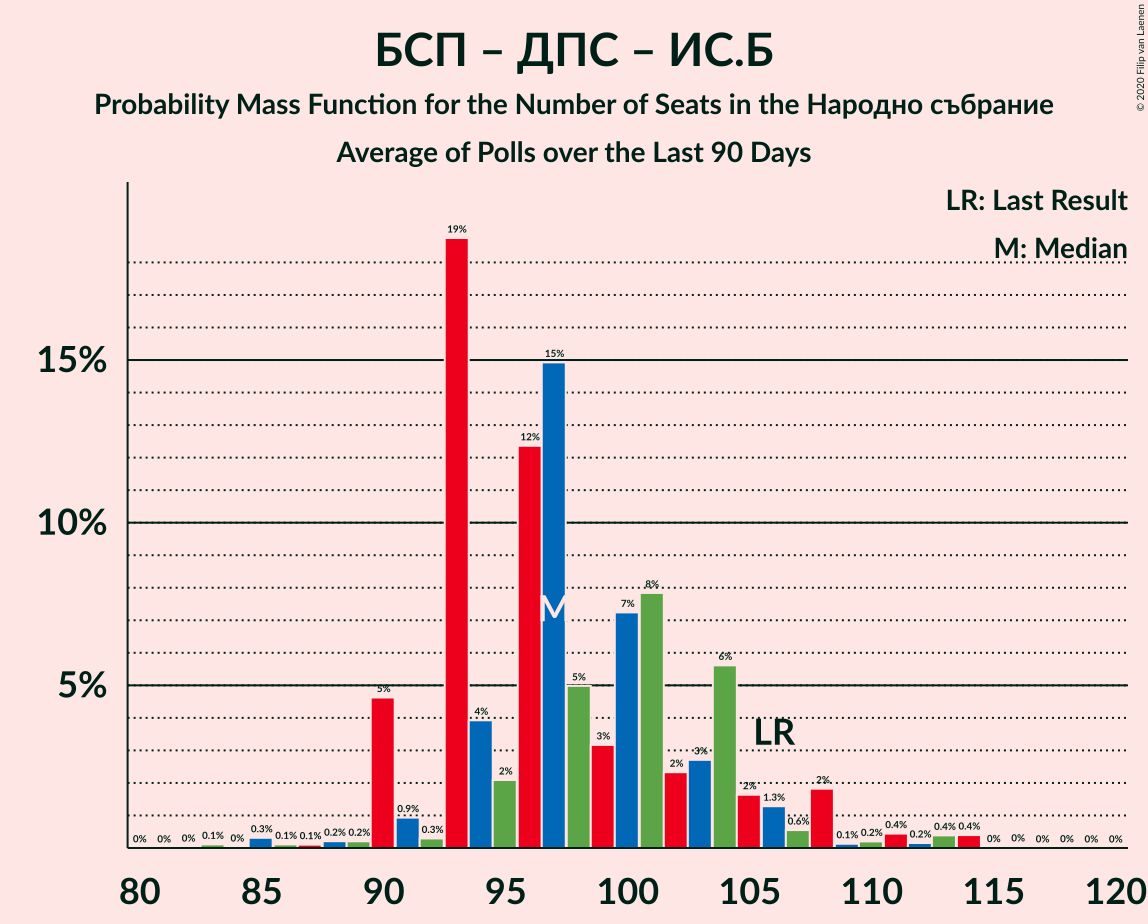 БСП – ДПС – ИС.Б
Probability Mass Function for the Number of Seats in the Народно събрание
Average of Polls over the Last 90 Days
© 2020 Filip van Laenen
LR: Last Result
M: Median
15%
10%
5%
0% 0% 0% 0.1% 0% 0.3% 0.1% 0.1% 0.2% 0.2% 5% 0.9% 0.3% 19% 4% 2% 12% 15% 5% 3% 7% 8% 2% 3% 6% 2% 1.3% 0.6% 2% 0.1% 0.2% 0.4% 0.2% 0.4% 0.4% 0% 0% 0% 0% 0% 0%
M
LR
80 85 90 95 100 105 110 115 120